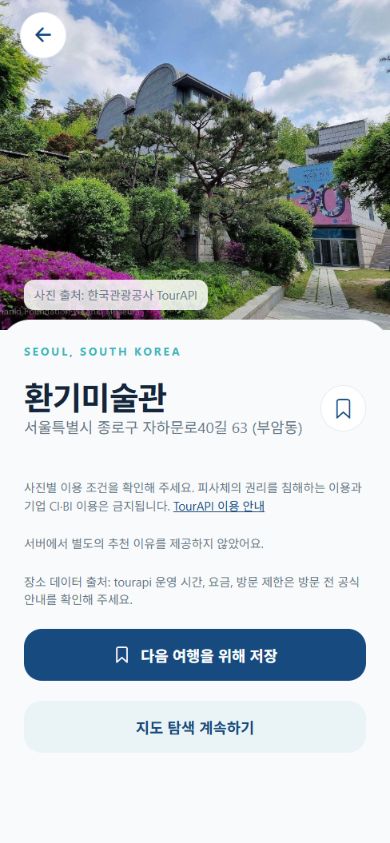 사진 출처: 한국관광공사 TourAPI
SEOUL, SOUTH KOREA
환기미술관
서울특별시 종로구 자하문로40길 63 (부암동)
사진별 이용 조건을 확인해 주세요. 피사체의 권리를 침해하는 이용과
기업 CI·BI 이용은 금지됩니다. TourAPI 이용 안내
서버에서 별도의 추천 이유를 제공하지 않았어요.
장소 데이터 출처: tourapi 운영 시간, 요금, 방문 제한은 방문 전 공식
안내를 확인해 주세요.
다음 여행을 위해 저장
지도 탐색 계속하기